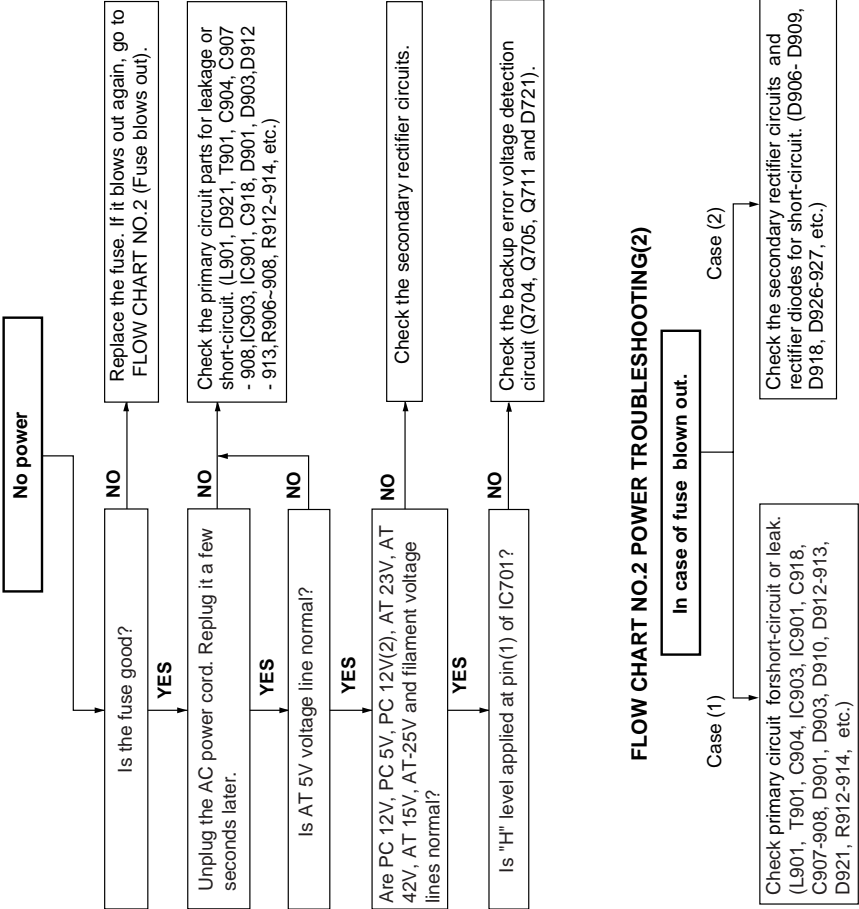 No power
Is the fuse good?
NO
Replace the fuse. If it blows out again, go to
FLOW CHART NO.2 (Fuse blows out).
YES
Unplug the AC power cord. Replug it a few
seconds later.
NO
Check the primary circuit parts for leakage or
short-circuit. (L901, D921, T901, C904, C907
- 908,IC903, IC901, C918, D901, D903,D912
- 913,R906~908, R912~914, etc.)
YES
Is AT 5V voltage line normal?
NO
YES
Are PC 12V, PC 5V, PC 12V(2), AT 23V, AT
42V, AT 15V, AT-25V and filament voltage
lines normal?
NO
Check the secondary rectifier circuits.
YES
Is "H" level applied at pin(1) of IC701?
NO
Check the backup error voltage detection
circuit (Q704, Q705, Q711 and D721).
FLOW CHART NO.2 POWER TROUBLESHOOTING(2)
In case of fuse blown out.
Case (1)
Case (2)
Check primary circuit forshort-circuit or leak.
(L901, T901, C904, IC903, IC901, C918,
C907-908, D901, D903, D910, D912-913,
D921, R912-914, etc.)
Check the secondary rectifier circuits and
rectifier diodes for short-circuit. (D906- D909,
D918, D926-927, etc.)